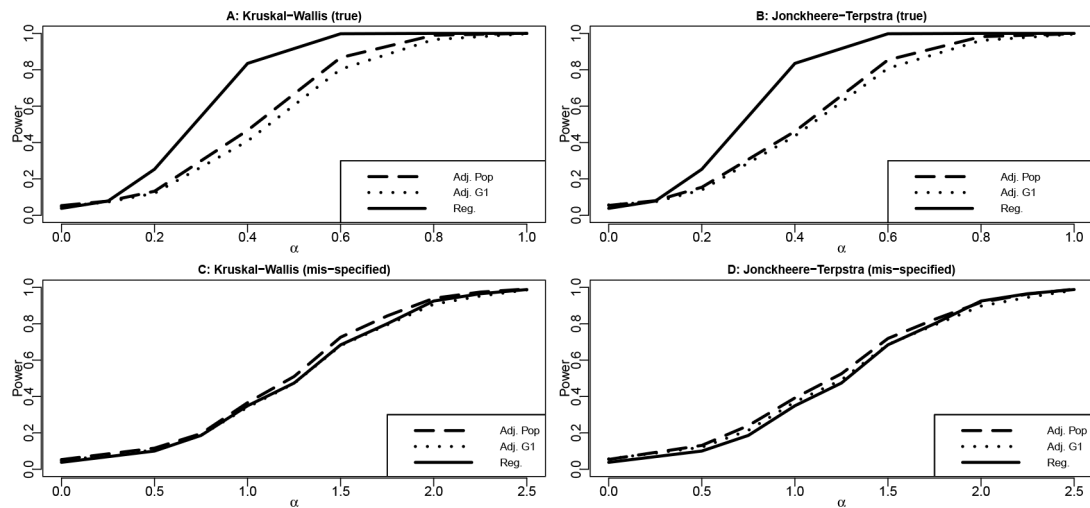 A: Kruskal−Wallis (true)
Power
0.0 0.2 0.4 0.6 0.8 1.0
Adj. Pop
Adj. G1
Reg.
0.0 0.2 0.4 0.6 0.8 1.0
α
B: Jonckheere−Terpstra (true)
Power
0.0 0.2 0.4 0.6 0.8 1.0
Adj. Pop
Adj. G1
Reg.
0.0 0.2 0.4 0.6 0.8 1.0
α
C: Kruskal−Wallis (mis−specified)
Power
0.0 0.2 0.4 0.6 0.8 1.0
Adj. Pop
Adj. G1
Reg.
0.0 0.5 1.0 1.5 2.0 2.5
α
D: Jonckheere−Terpstra (mis−specified)
Power
0.0 0.2 0.4 0.6 0.8 1.0
Adj. Pop
Adj. G1
Reg.
0.0 0.5 1.0 1.5 2.0 2.5
α